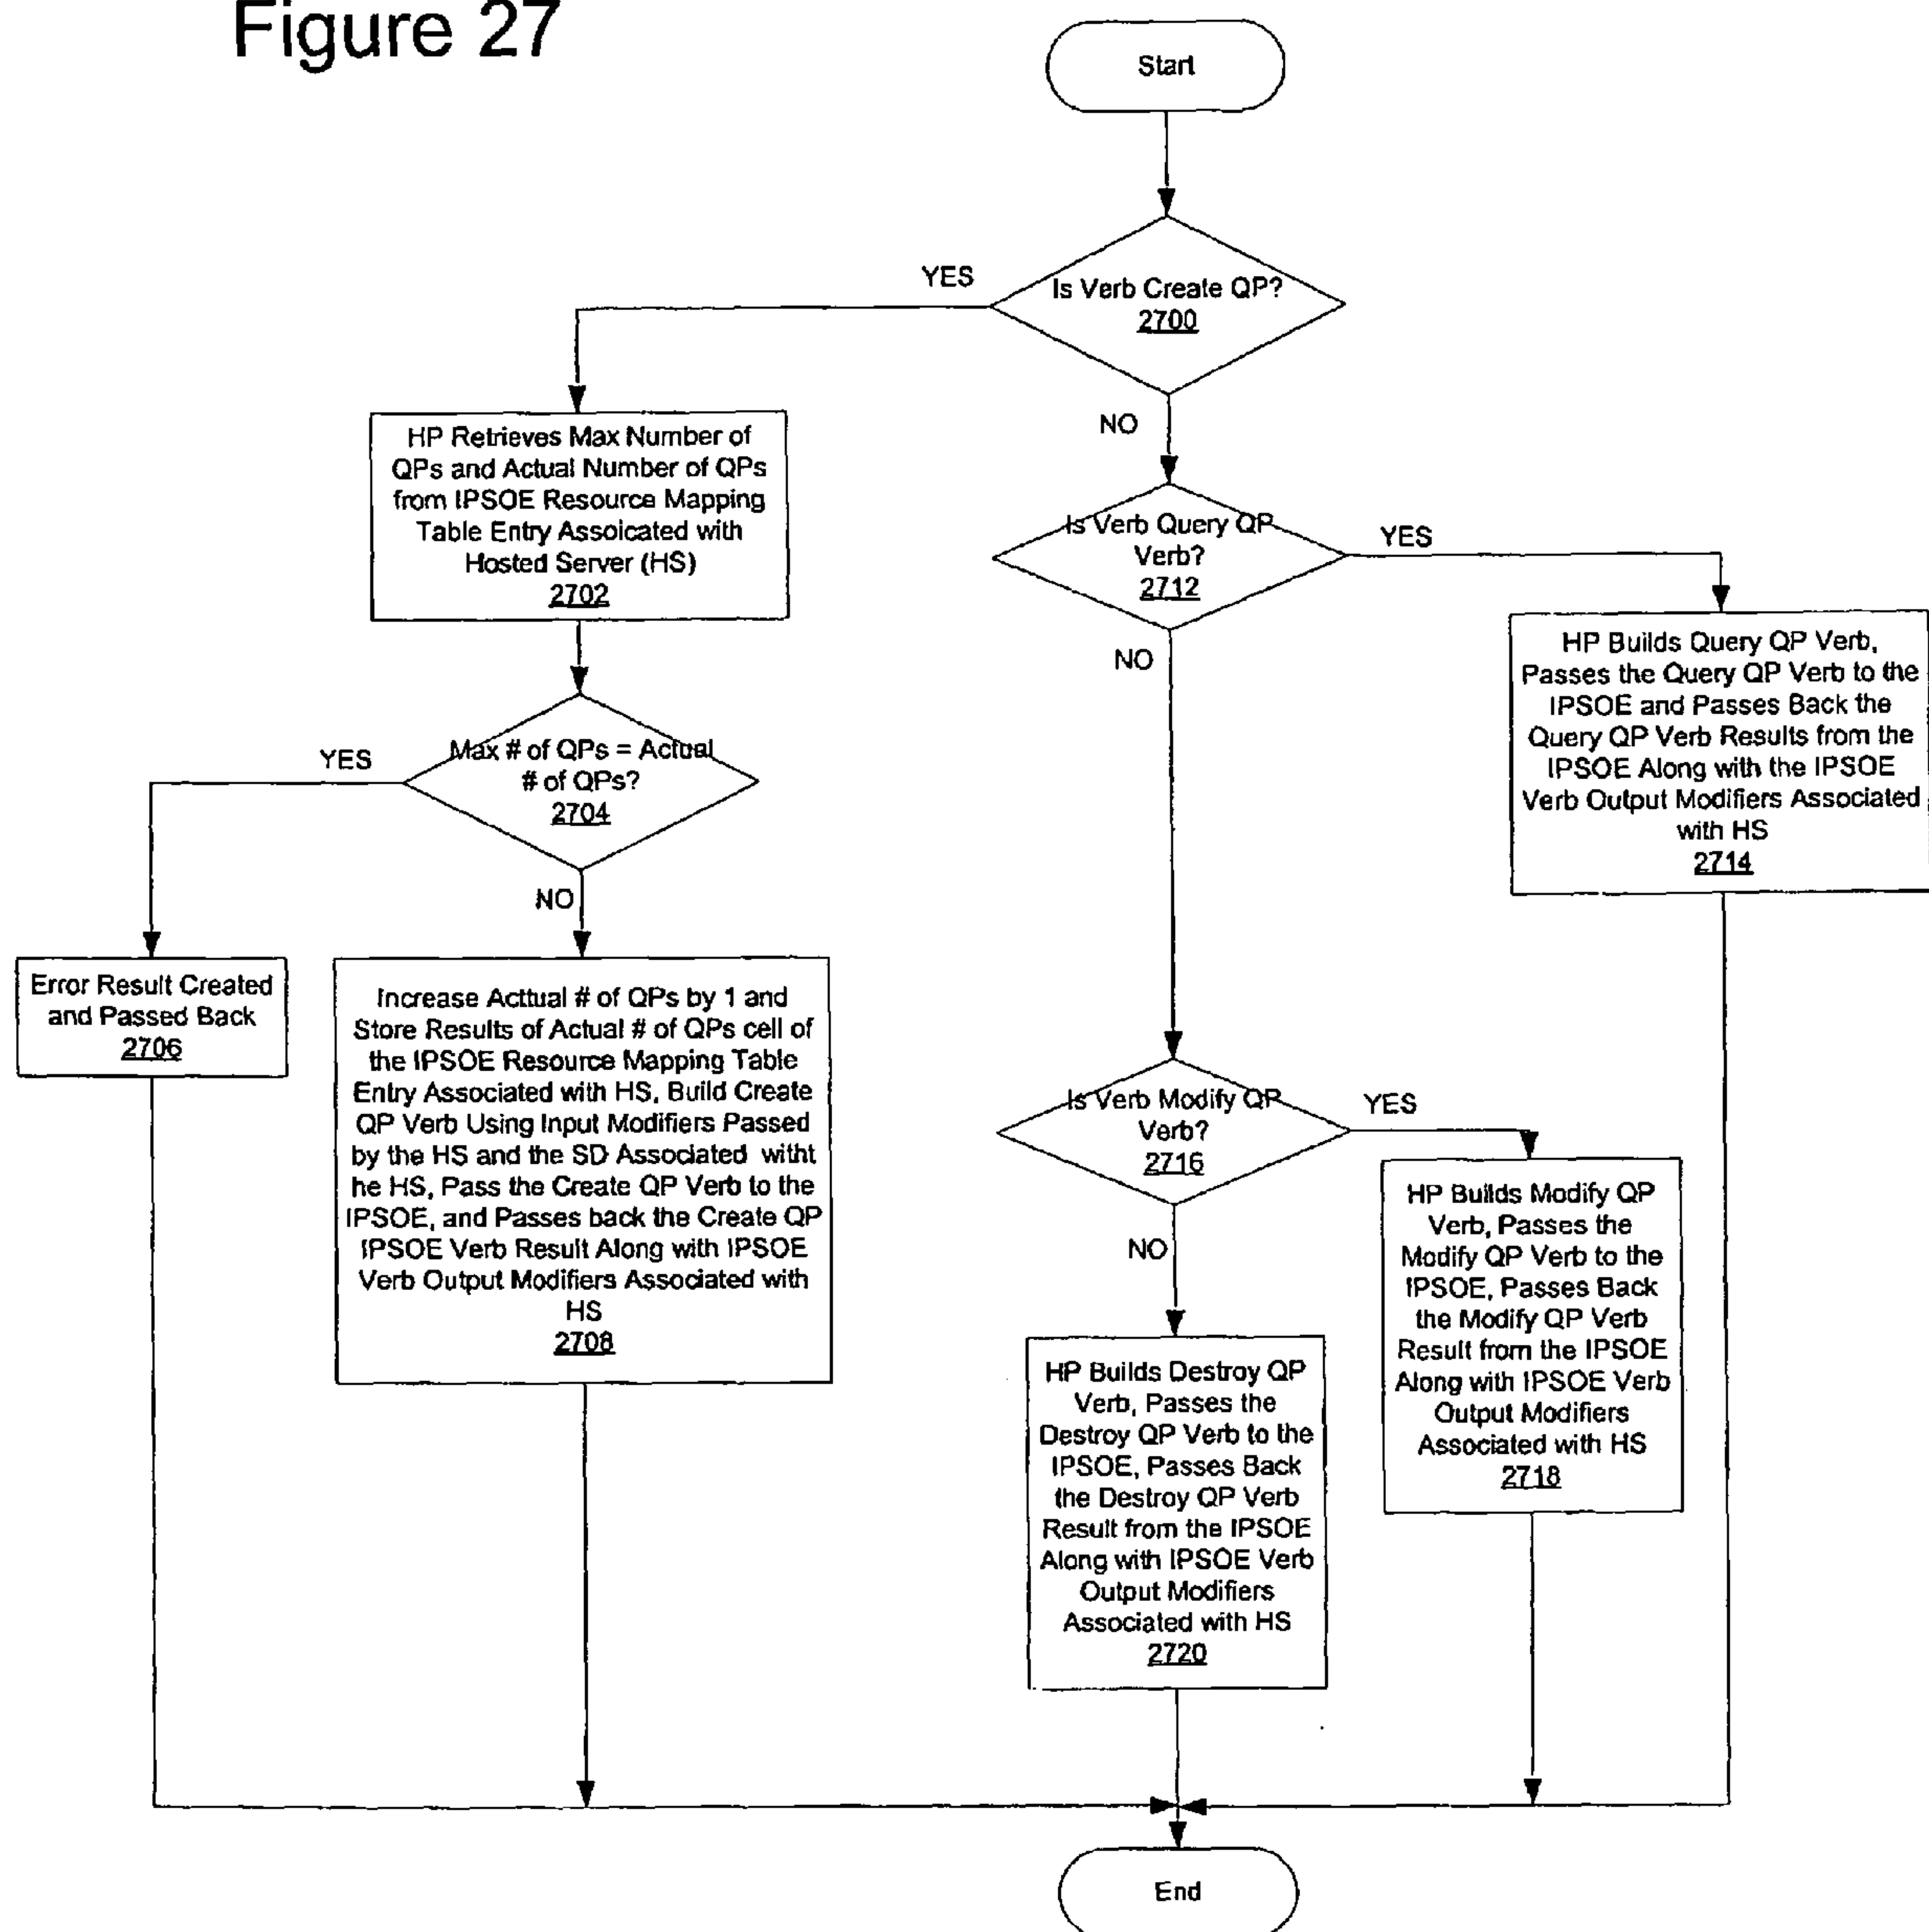 Figure 27
Start
Is Verb Create QP?
2700
YES
NO
HP Retrieves Max Number of
QPs and Actual Number of QPs
from IPSOE Resource Mapping
Table Entry Assoicated with
Hosted Server (HS)
2702
Max # of QPs = Actual
# of QPs?
2704
YES
NO
Error Result Created
and Passed Back
2706
Increase Acttual # of QPs by 1 and
Store Results of Actual # of QPs cell of
the IPSOE Resource Mapping Table
Entry Associated with HS, Build Create
QP Verb Using Input Modifiers Passed
by the HS and the SD Associated witht
he HS, Pass the Create QP Verb to the
IPSOE, and Passes back the Create QP
IPSOE Verb Result Along with IPSOE
Verb Output Modifiers Associated with
HS
2708
Is Verb Query QP
Verb?
2712
YES
NO
HP Builds Query QP Verb,
Passes the Query QP Verb to the
IPSOE and Passes Back the
Query QP Verb Results from the
IPSOE Along with the IPSOE
Verb Output Modifiers Associated
with HS
2714
Is Verb Modify QP
Verb?
2716
YES
NO
HP Builds Modify QP
Verb, Passes the
Modify QP Verb to the
IPSOE, Passes Back
the Modify QP Verb
Result from the IPSOE
Along with IPSOE Verb
Output Modifiers
Associated with HS
2718
HP Builds Destroy QP
Verb, Passes the
Destroy QP Verb to the
IPSOE, Passes Back
the Destroy QP Verb
Result from the IPSOE
Along with IPSOE Verb
Output Modifiers
Associated with HS
2720
End